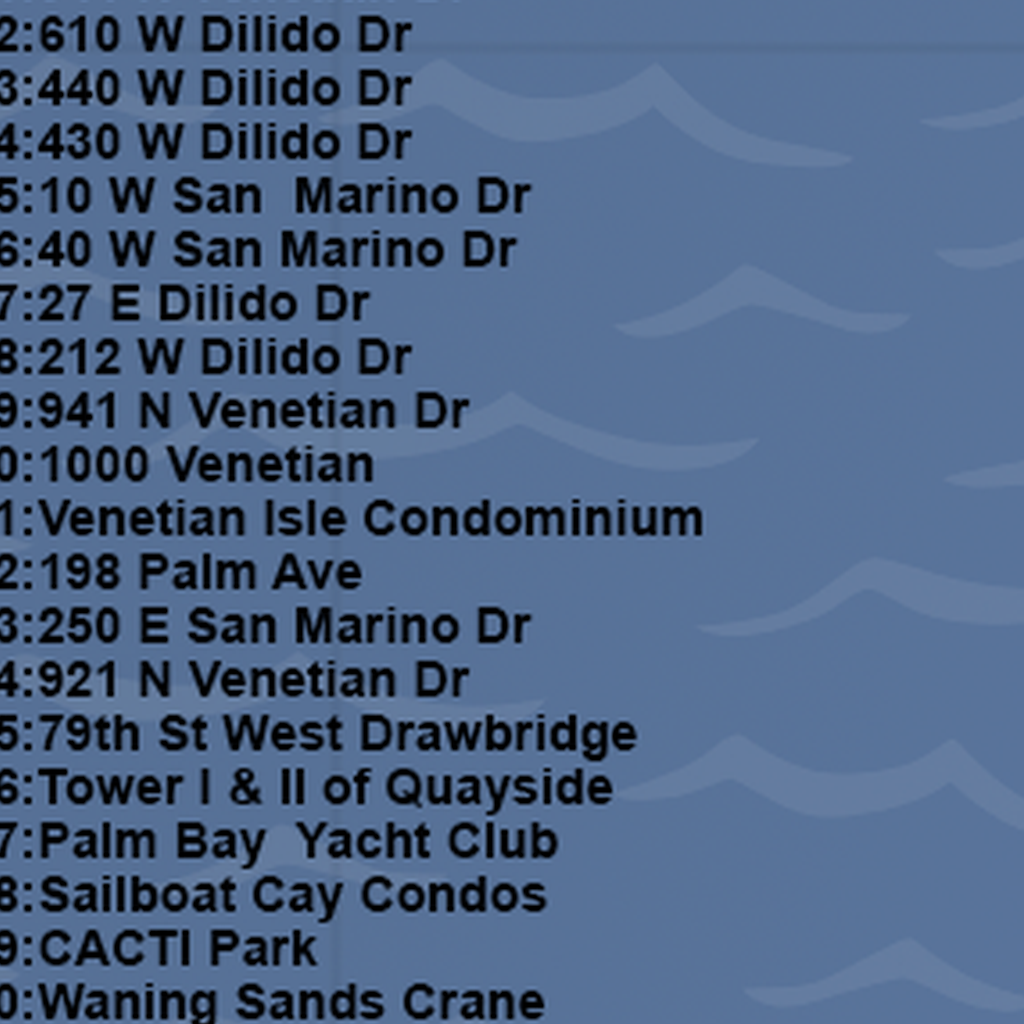 2:610 W Dilido Dr
3:440 W Dilido Dr
4:430 W Dilido Dr
5:10 W San  Marino Dr
6:40 W San Marino Dr
7:27 E Dilido Dr
8:212 W Dilido Dr
9:941 N Venetian Dr
0:1000 Venetian
1:Venetian Isle Condominium
2:198 Palm Ave
3:250 E San Marino Dr
4:921 N Venetian Dr
5:79th St West Drawbridge
6:Tower I & II of Quayside
7:Palm Bay  Yacht Club
8:Sailboat Cay Condos
9:CACTI Park
0:Waning Sands Crane